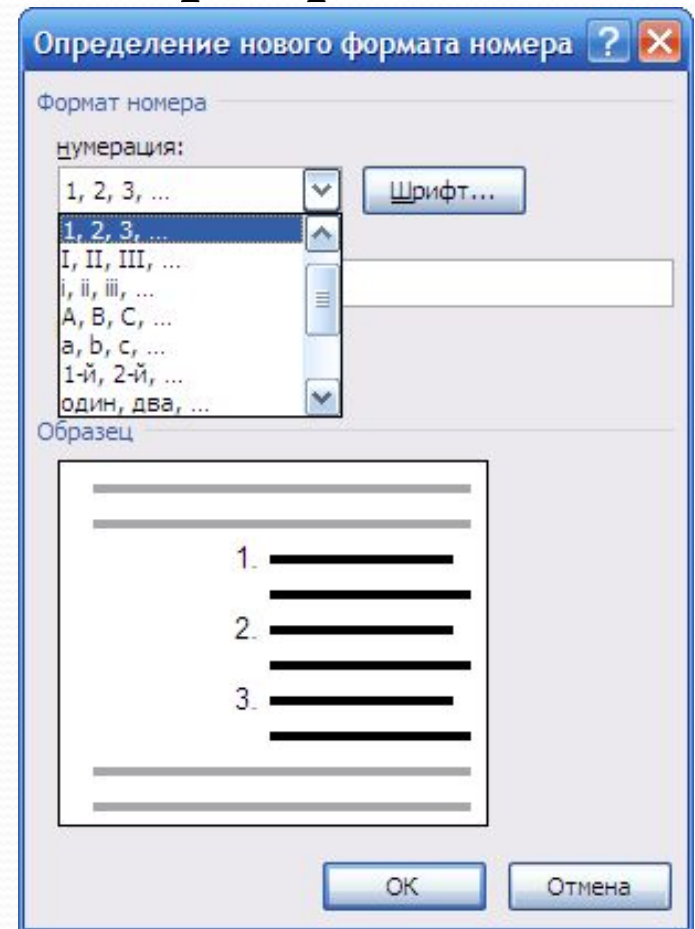 Определение нового формата номера
Формат номера
нумерация:
1, 2, 3, ... Шрифт...
1, 2, 3, ...
I, II, III, ...
i, ii, iii, ...
A, B, C, ...
a, b, c, ...
1-й, 2-й, ...
один, два, ...
Образец
1.
2.
3.
ОК Отмена